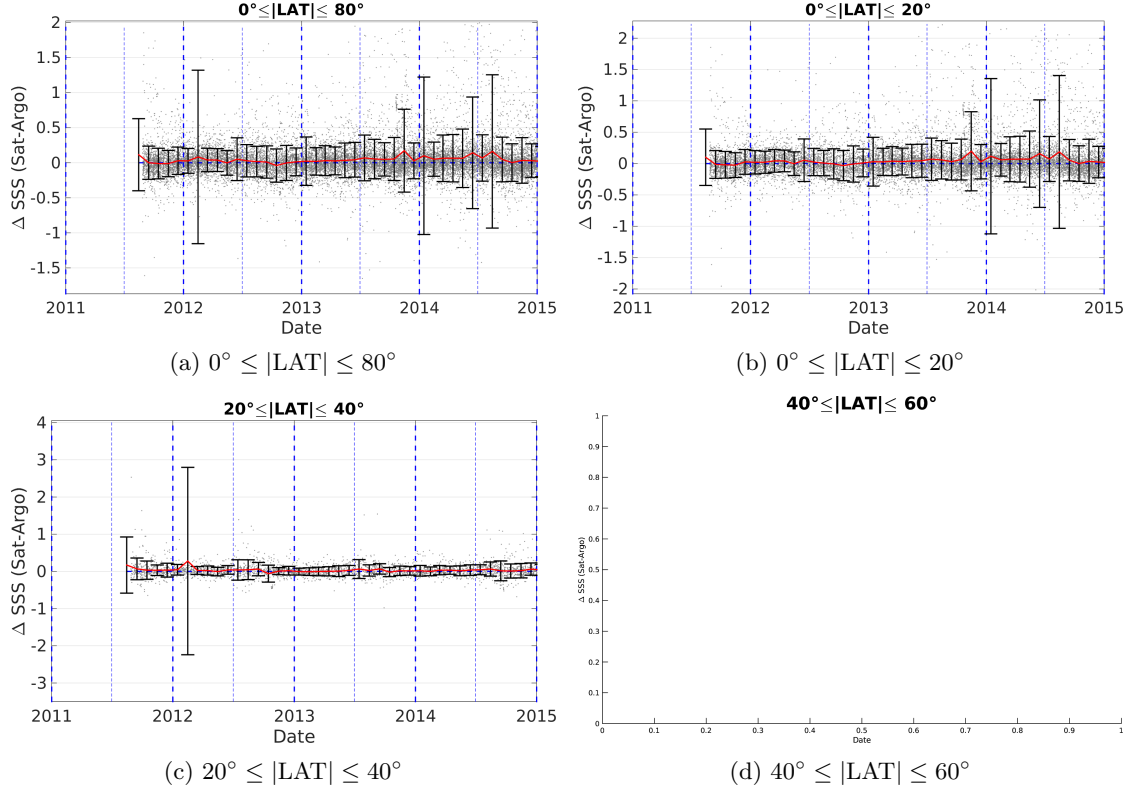 0°≤|LAT|≤ 80°
2
1.5
1
0.5
0
-0.5
-1
-1.5
Δ SSS (Sat-Argo)
2011 2012 2013 2014 2015
Date
(a) 0° ≤ |LAT| ≤ 80°
0°≤|LAT|≤ 20°
2
1.5
1
0.5
0
-0.5
-1
-1.5
-2
Δ SSS (Sat-Argo)
2011 2012 2013 2014 2015
Date
(b) 0° ≤ |LAT| ≤ 20°
20°≤|LAT|≤ 40°
4
3
2
1
0
-1
-2
-3
Δ SSS (Sat-Argo)
2011 2012 2013 2014 2015
Date
(c) 20° ≤ |LAT| ≤ 40°
40°≤|LAT|≤ 60°
1
0.9
0.8
0.7
0.6
0.5
0.4
0.3
0.2
0.1
0
Δ SSS (Sat-Argo)
0 0.1 0.2 0.3 0.4 0.5 0.6 0.7 0.8 0.9 1
Date
(d) 40° ≤ |LAT| ≤ 60°